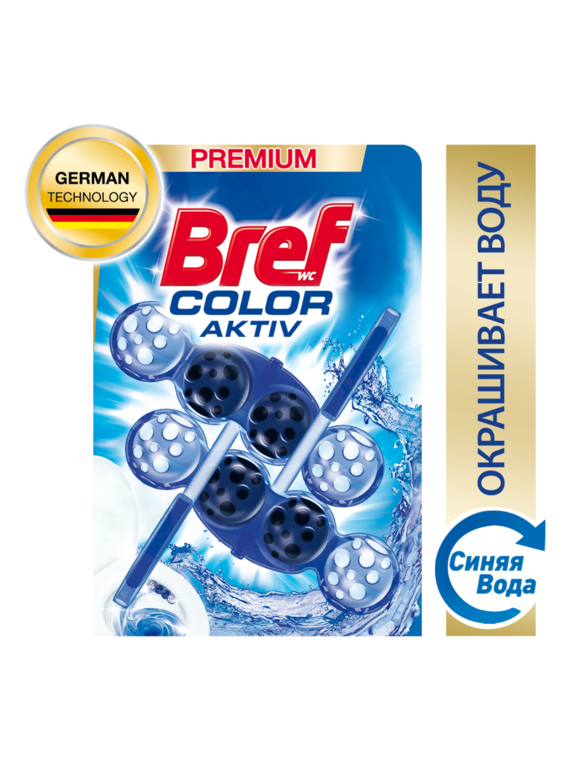 PREMIUM
GERMAN
TECHNOLOGY
Bref
WC
COLOR
AKTIV
ОКРАШИВАЕТ ВОДУ
Синяя
Вода